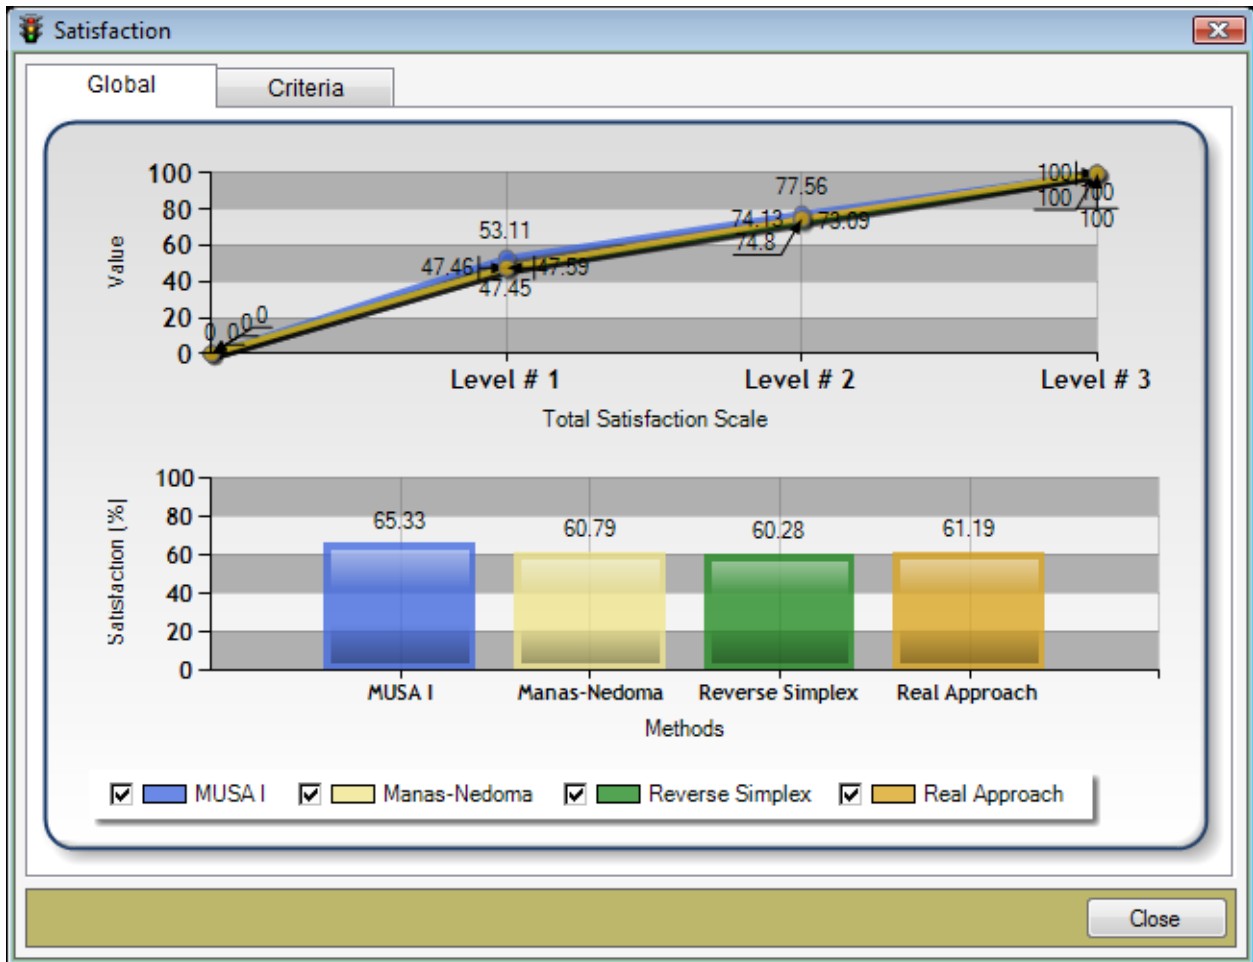 Satisfaction
Global Criteria
100
80
60
40
20
0
Value
53.11
47.46
47.59
47.45
77.56
74.13
73.09
74.8
100
100
100
100
0
0
0
0
Level # 1 Level # 2 Level # 3
Total Satisfaction Scale
100
80
60
40
20
0
Satisfaction [%]
65.33 60.79 60.28 61.19
MUSA I Manas-Nedoma Reverse Simplex Real Approach
Methods
MUSA I Manas-Nedoma Reverse Simplex Real Approach
Close